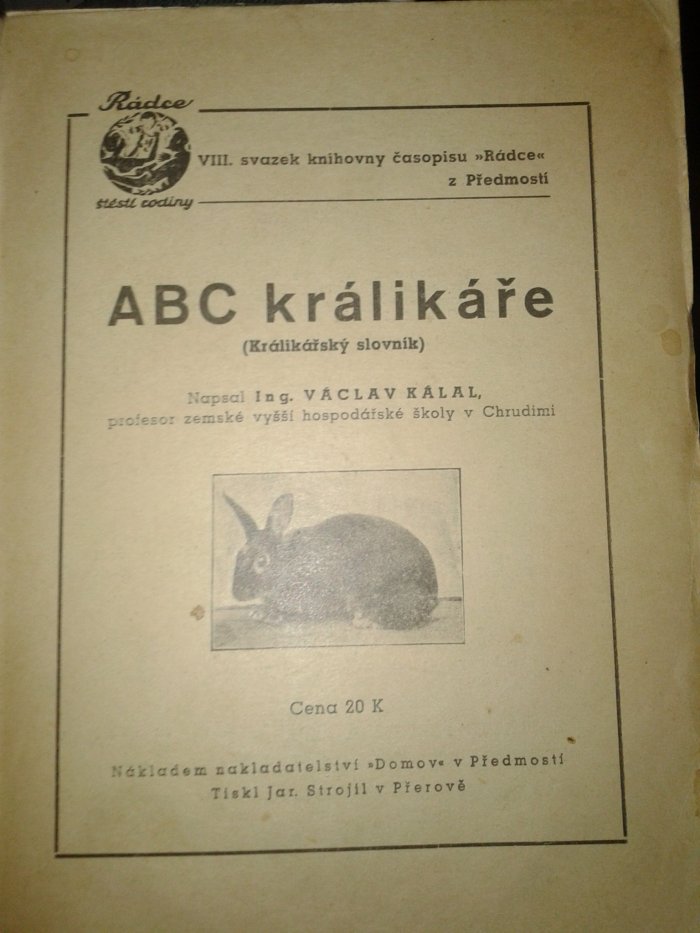 Rádce
štěstí rodiny
VIII. svazek knihovny časopisu »Rádce«
z Předmostí
ABC králikáře
(Králikářský slovník)
Napsal Ing. VÁCLAV KÁLAL,
profesor zemské vyšší hospodářské školy v Chrudimi
Cena 20 K
Nákladem nakladatelství »Domov« v Předmostí
Tiskl Jar. Strojil v Přerově